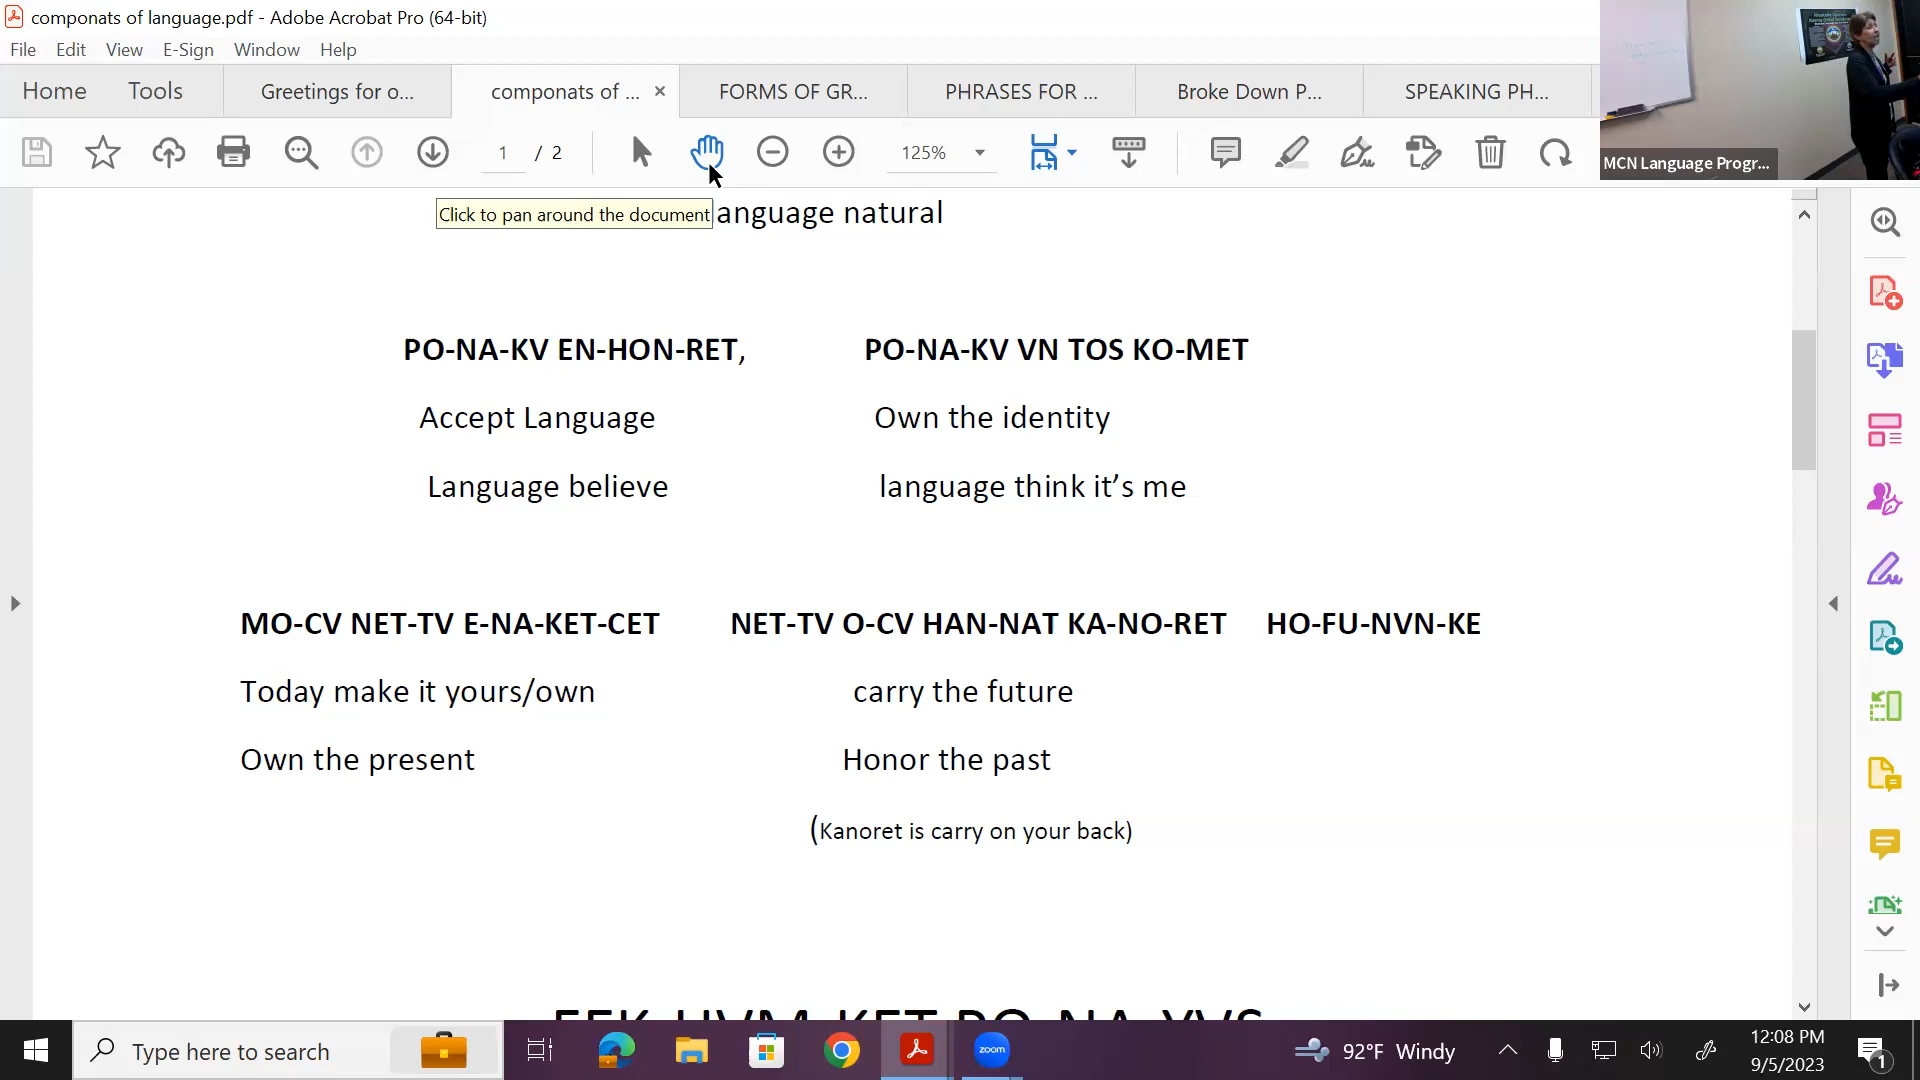 componats of language.pdf - Adobe Acrobat Pro (64-bit)
File Edit View E-Sign Window Help
Home Tools Greetings for o... componats of ... × FORMS OF GR... PHRASES FOR ... Broke Down P... SPEAKING PH...
1 / 2 125%
MCN Language Progr...
Click to pan around the document
anguage natural
PO-NA-KV EN-HON-RET, PO-NA-KV VN TOS KO-MET
Accept Language Own the identity
Language believe language think it’s me
MO-CV NET-TV E-NA-KET-CET NET-TV O-CV HAN-NAT KA-NO-RET HO-FU-NVN-KE
Today make it yours/own carry the future
Own the present Honor the past
(Kanoret is carry on your back)
Type here to search
zoom
92°F Windy
12:08 PM
9/5/2023
1